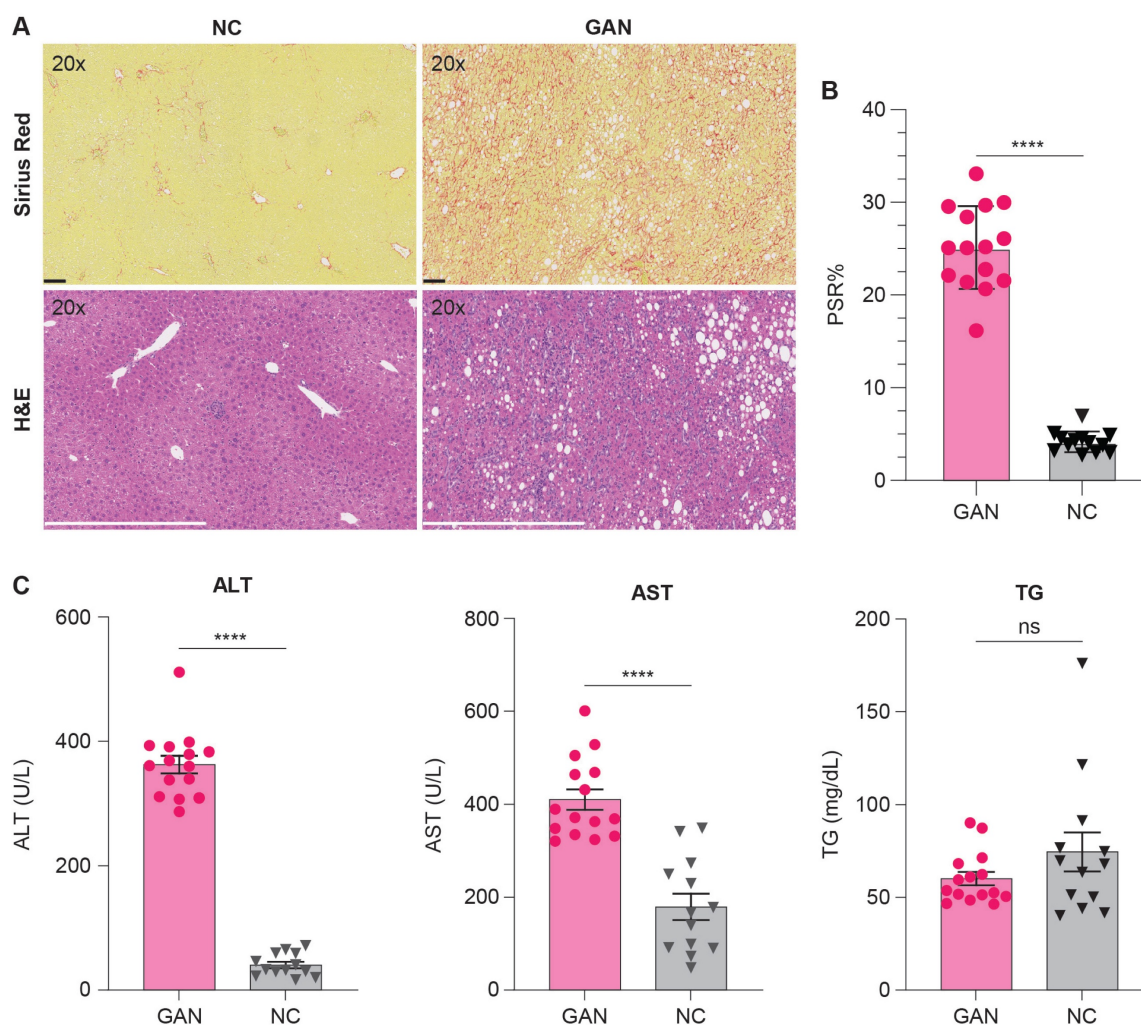 A
NC
GAN
Sirius Red
20x
20x
H&E
20x
20x
B
PSR%
40
30
20
10
0
****
GAN
NC
C
ALT
ALT (U/L)
600
400
200
0
****
GAN
NC
AST
AST (U/L)
800
600
400
200
0
****
GAN
NC
TG
TG (mg/dL)
200
150
100
50
0
ns
GAN
NC